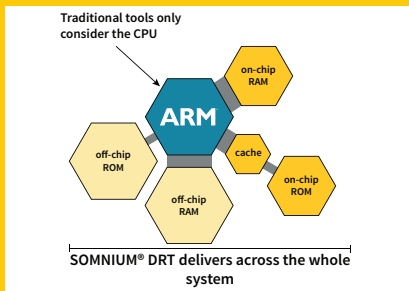 Traditional tools only
consider the CPU
on-chip
RAM
ARM
cache
off-chip
ROM
on-chip
ROM
off-chip
RAM
SOMNIUM® DRT delivers across the whole
system